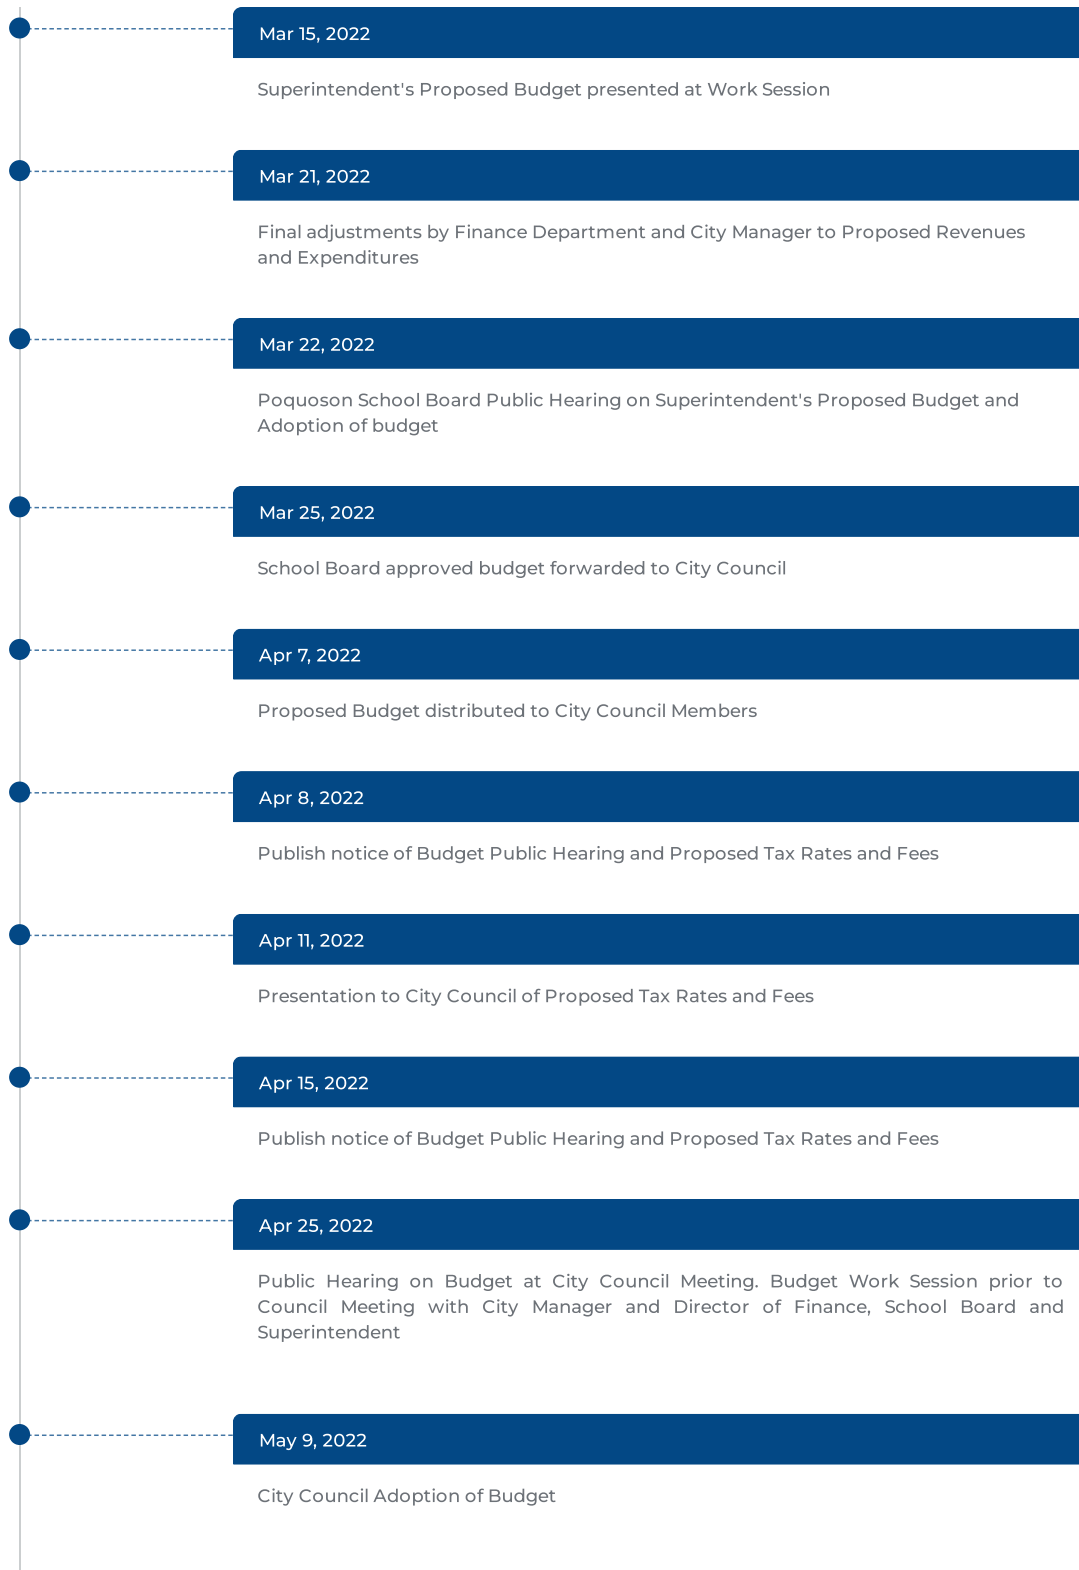 Mar 15, 2022
Superintendent's Proposed Budget presented at Work Session
Mar 21, 2022
Final adjustments by Finance Department and City Manager to Proposed Revenues
and Expenditures
Mar 22, 2022
Poquoson School Board Public Hearing on Superintendent's Proposed Budget and
Adoption of budget
Mar 25, 2022
School Board approved budget forwarded to City Council
Apr 7, 2022
Proposed Budget distributed to City Council Members
Apr 8, 2022
Publish notice of Budget Public Hearing and Proposed Tax Rates and Fees
Apr 11, 2022
Presentation to City Council of Proposed Tax Rates and Fees
Apr 15, 2022
Publish notice of Budget Public Hearing and Proposed Tax Rates and Fees
Apr 25, 2022
Public Hearing on Budget at City Council Meeting. Budget Work Session prior to
Council Meeting with City Manager and Director of Finance, School Board and
Superintendent
May 9, 2022
City Council Adoption of Budget